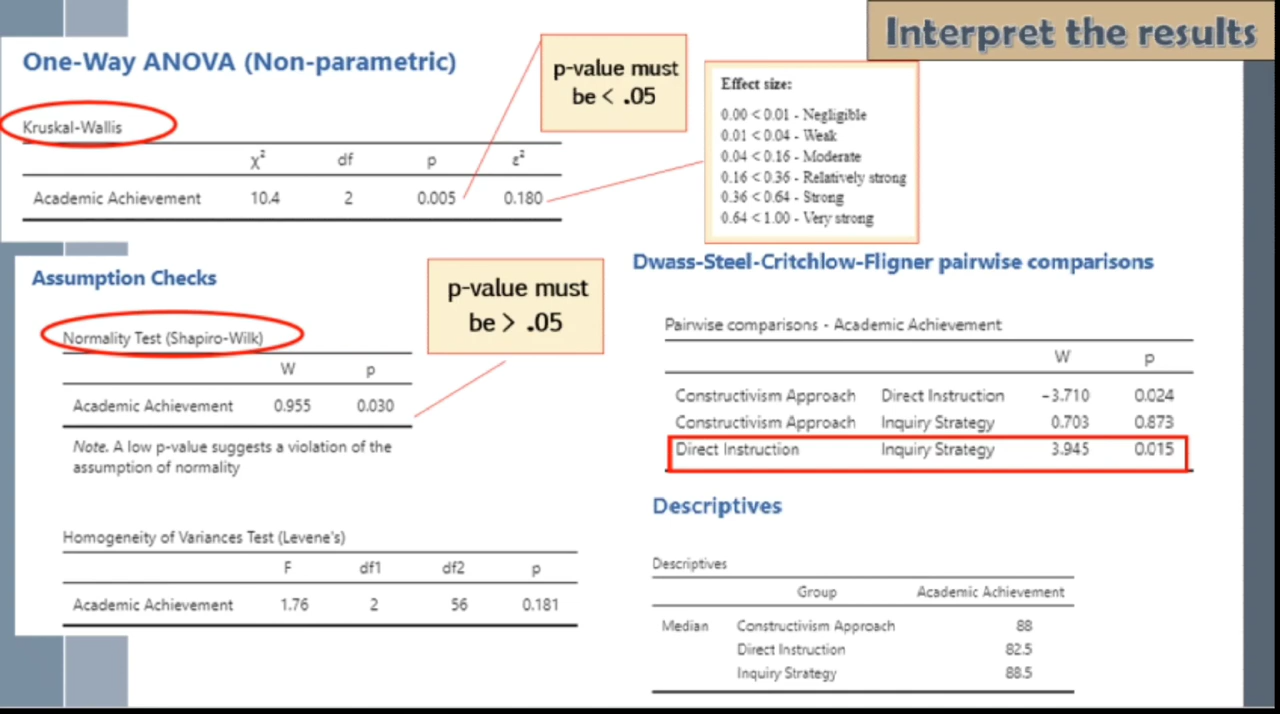 Interpret the results
One-Way ANOVA (Non-parametric)
Kruskal-Wallis
χ² df p ε²
Academic Achievement 10.4 2 0.005 0.180
p-value must
be < .05
Effect size:
0.00 < 0.01 - Negligible
0.01 < 0.04 - Weak
0.04 < 0.16 - Moderate
0.16 < 0.36 - Relatively strong
0.36 < 0.64 - Strong
0.64 < 1.00 - Very strong
Assumption Checks
Normality Test (Shapiro-Wilk)
W p
Academic Achievement 0.955 0.030
Note. A low p-value suggests a violation of the
assumption of normality
p-value must
be > .05
Homogeneity of Variances Test (Levene's)
F df1 df2 p
Academic Achievement 1.76 2 56 0.181
Dwass-Steel-Critchlow-Fligner pairwise comparisons
Pairwise comparisons - Academic Achievement
W p
Constructivism Approach Direct Instruction −3.710 0.024
Constructivism Approach Inquiry Strategy 0.703 0.873
Direct Instruction Inquiry Strategy 3.945 0.015
Descriptives
Descriptives
Group Academic Achievement
Median Constructivism Approach 88
Direct Instruction 82.5
Inquiry Strategy 88.5